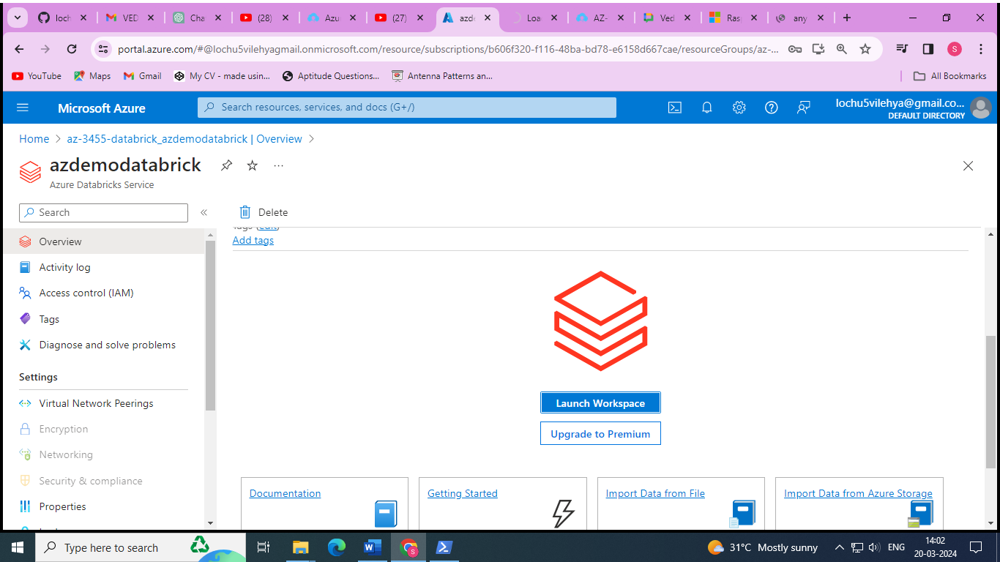 loch
VED
Cha
(28)
Azu
(27)
azde
Loa
AZ-
Ved
Ras
any
portal.azure.com/#@lochu5vilehyagmail.onmicrosoft.com/resource/subscriptions/b606f320-f116-48ba-bd78-e6158d667cae/resourceGroups/az-...
S
YouTube
Maps
Gmail
My CV - made usin...
Aptitude Questions...
Antenna Patterns an...
All Bookmarks
Microsoft Azure
Search resources, services, and docs (G+/)
lochu5vilehya@gmail.co...
DEFAULT DIRECTORY
Home > az-3455-databrick_azdemodatabrick | Overview >
azdemodatabrick
...
Azure Databricks Service
Search
«
Delete
Overview
Activity log
Access control (IAM)
Tags
Diagnose and solve problems
Settings
Virtual Network Peerings
Encryption
Networking
Security & compliance
Properties
Tags (edit)
Add tags
Launch Workspace
Upgrade to Premium
Documentation
Getting Started
Import Data from File
Import Data from Azure Storage
Type here to search
31°C Mostly sunny
ENG
14:02
20-03-2024